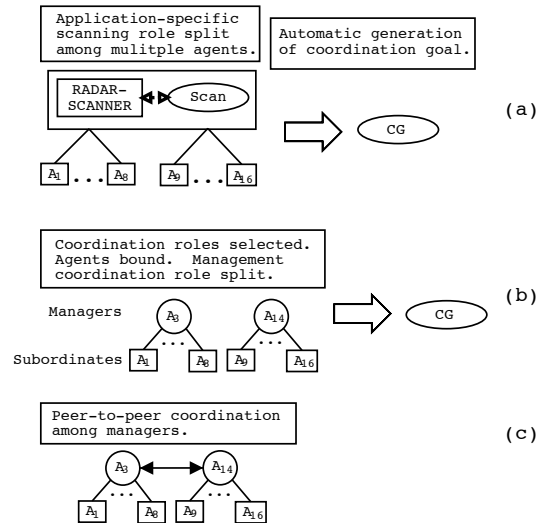 Application-specific
scanning role split
among mulitple agents.
Automatic generation
of coordination goal.
RADAR-
SCANNER
Scan
CG
(a)
A1 ... A8 A9 ... A16
Coordination roles selected.
Agents bound. Management
coordination role split.
(b)
Managers A3 A14
CG
... ...
Subordinates A1 A8 A9 A16
Peer-to-peer coordination
among managers.
(c)
A3 A14
... ...
A1 A8 A9 A16